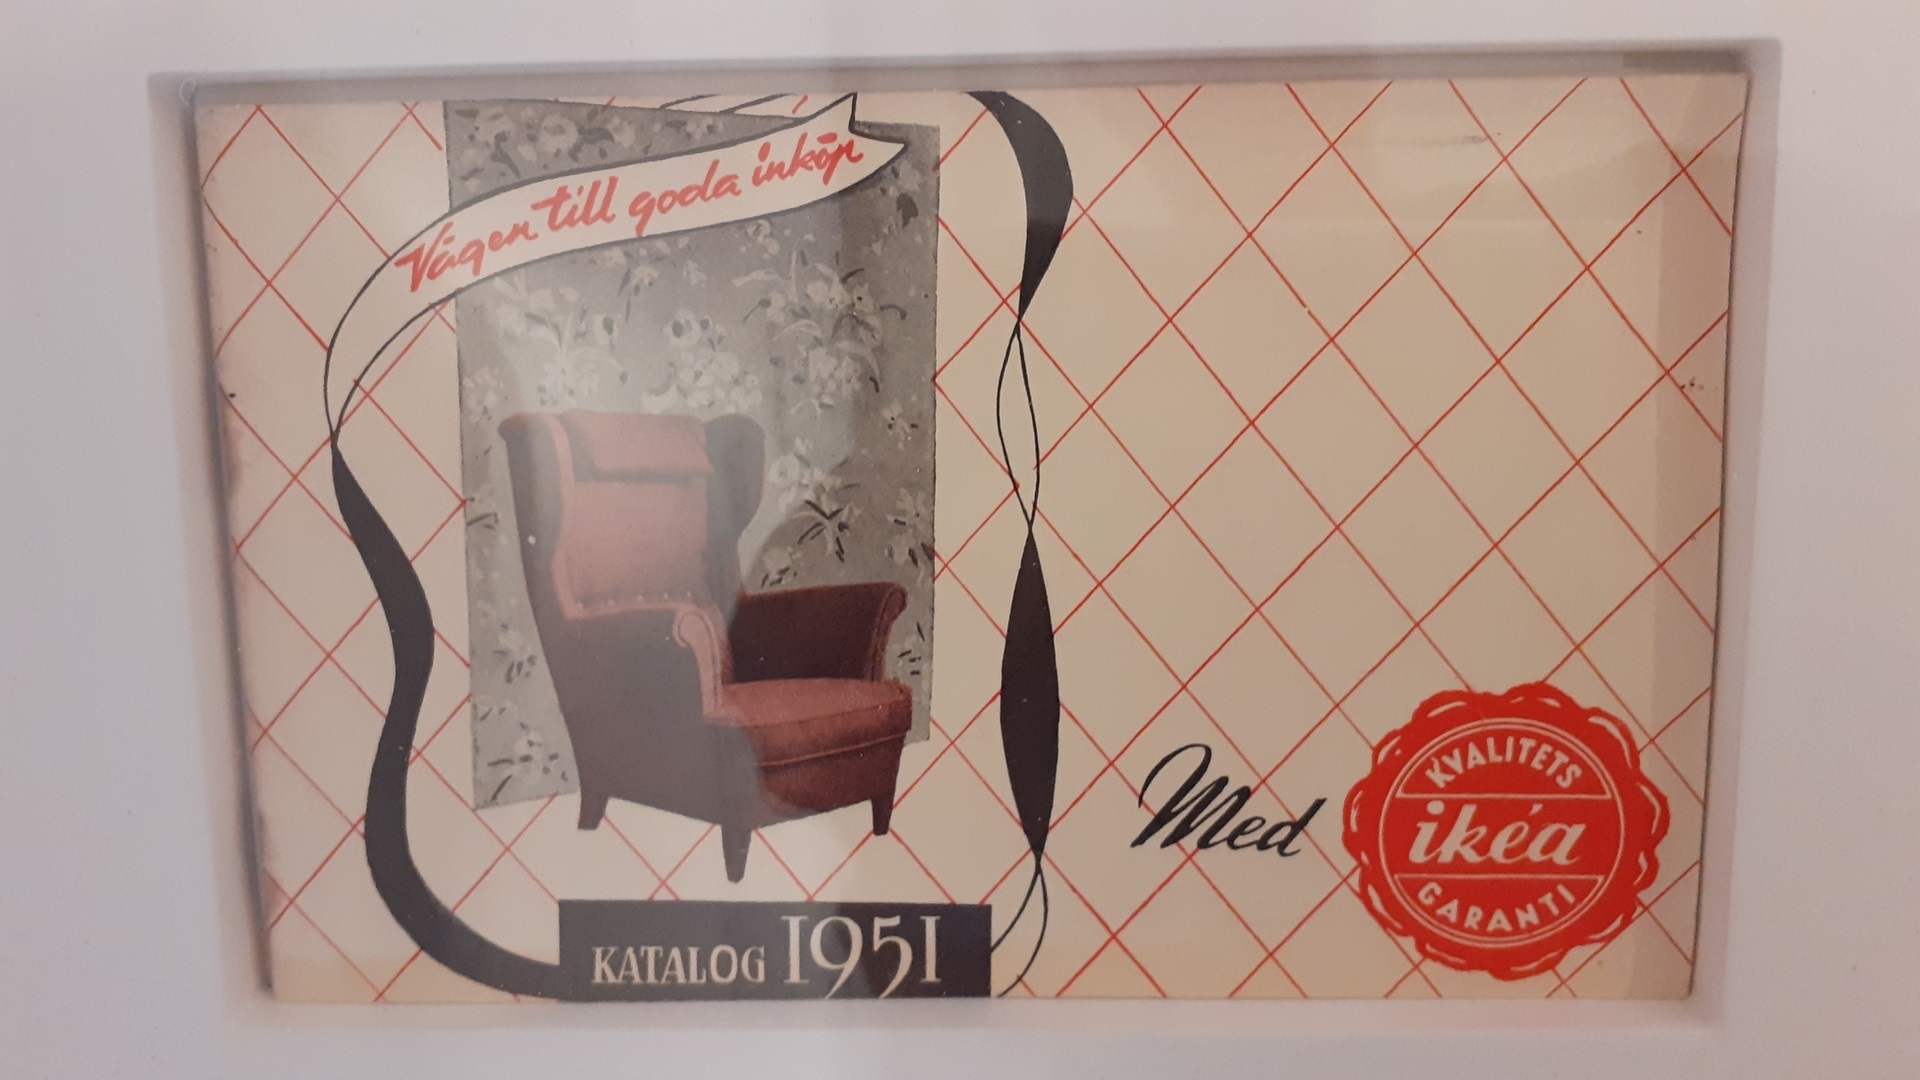 Vägen till goda inköp
KATALOG 1951
Med
KVALITETS
ikéa
GARANTI